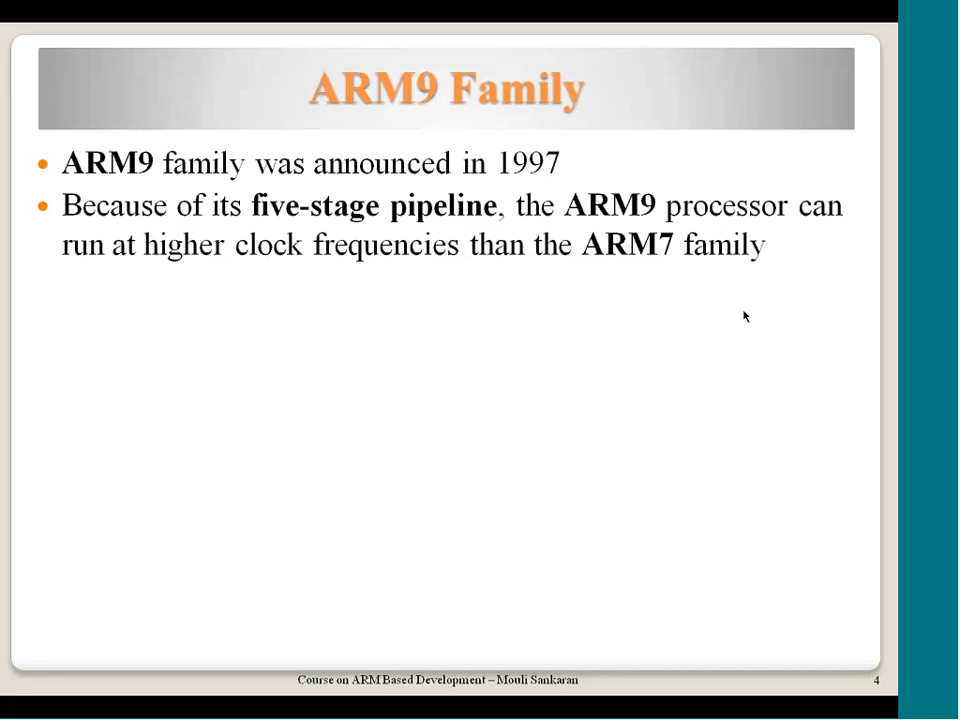 ARM9 Family
• ARM9 family was announced in 1997
• Because of its five-stage pipeline, the ARM9 processor can
run at higher clock frequencies than the ARM7 family
Course on ARM Based Development – Mouli Sankaran
4